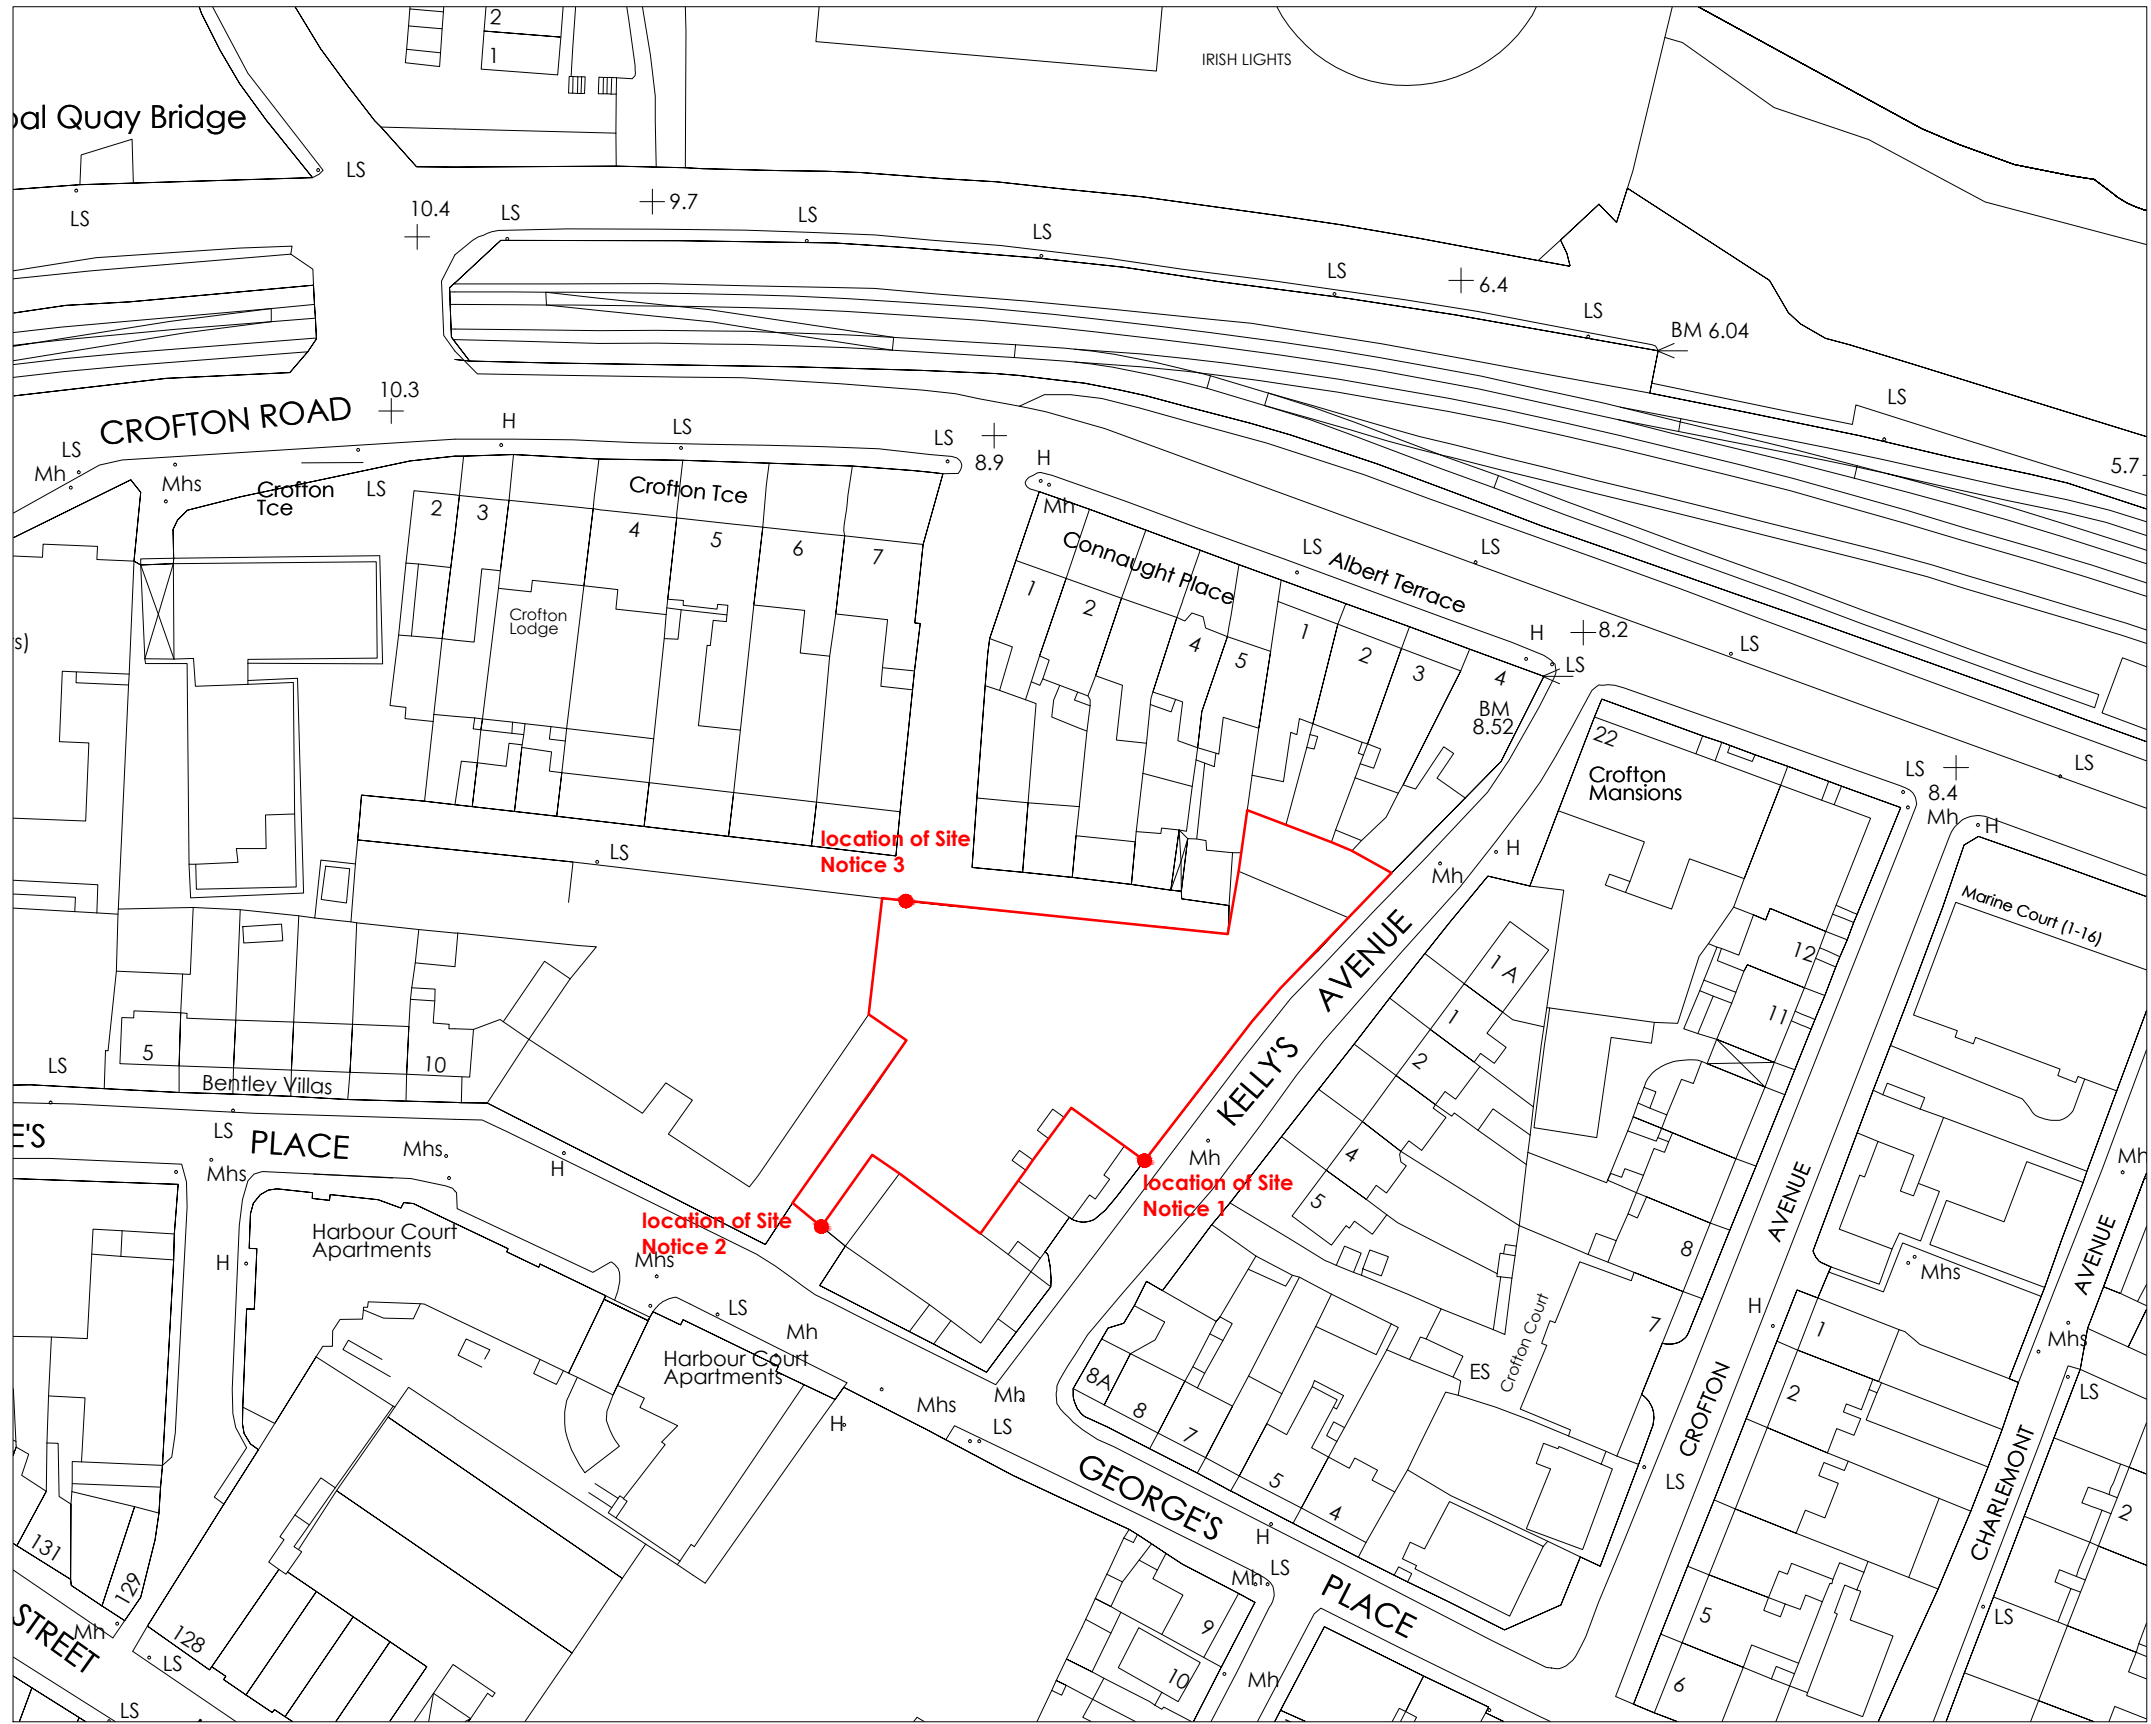 2
1
IRISH LIGHTS
Quay Bridge
LS
LS
10.4
LS
9.7
LS
LS
LS
6.4
LS
BM 6.04
LS
5.7
CROFTON ROAD
10.3
H
LS
LS
8.9
H
LS
Mh
Mhs
Crofton
Tce
LS
2
3
Crofton Tce
4
5
6
7
Crofton
Lodge
Mh
Connaught Place
1
2
4
5
LS
Albert Terrace
LS
1
2
3
4
H
8.2
LS
LS
BM
8.52
22
Crofton
Mansions
LS
8.4
LS
Mh
H
s)
location of Site
Notice 3
LS
H
Mh
Marine Court (1-16)
KELLY'S AVENUE
1 A
1
2
4
5
12
11
8
7
LS
5
10
Bentley Villas
E'S
LS
PLACE
Mhs
Mhs
H
Mh
location of Site
Notice 1
location of Site
Notice 2
Mhs
Harbour Court
Apartments
H
LS
Mh
Harbour Court
Apartments
Mhs
H
Mh
LS
8A
8
7
5
4
ES
Crofton Court
CROFTON AVENUE
H
LS
Mhs
1
2
5
6
CHARLEMONT AVENUE
Mh
Mhs
LS
2
LS
GEORGE'S
H
LS
Mh
PLACE
9
10
Mh
131
129
128
STREET
Mh
LS
LS